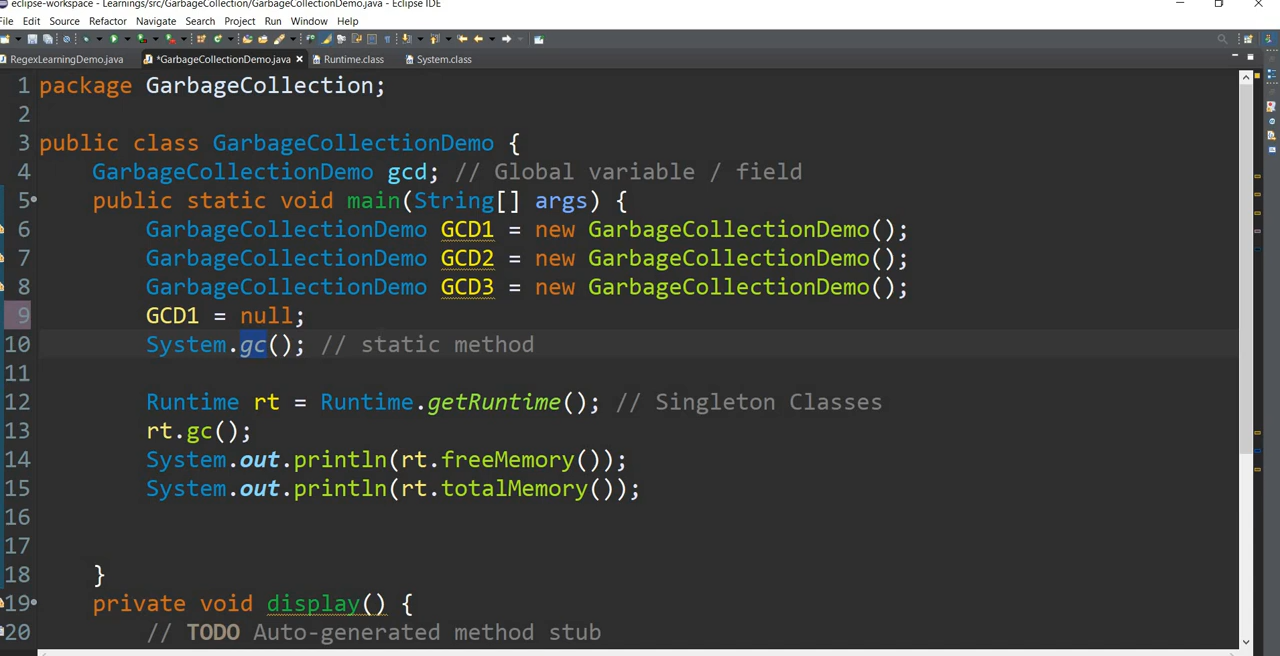 eclipse-workspace - Learnings/src/GarbageCollection/GarbageCollectionDemo.java - Eclipse IDE
File Edit Source Refactor Navigate Search Project Run Window Help
RegexLearningDemo.java *GarbageCollectionDemo.java Runtime.class System.class
1 package GarbageCollection;
2
3 public class GarbageCollectionDemo {
4 GarbageCollectionDemo gcd; // Global variable / field
5 public static void main(String[] args) {
6 GarbageCollectionDemo GCD1 = new GarbageCollectionDemo();
7 GarbageCollectionDemo GCD2 = new GarbageCollectionDemo();
8 GarbageCollectionDemo GCD3 = new GarbageCollectionDemo();
9 GCD1 = null;
10 System.gc(); // static method
11
12 Runtime rt = Runtime.getRuntime(); // Singleton Classes
13 rt.gc();
14 System.out.println(rt.freeMemory());
15 System.out.println(rt.totalMemory());
16
17
18 }
19 private void display() {
20 // TODO Auto-generated method stub